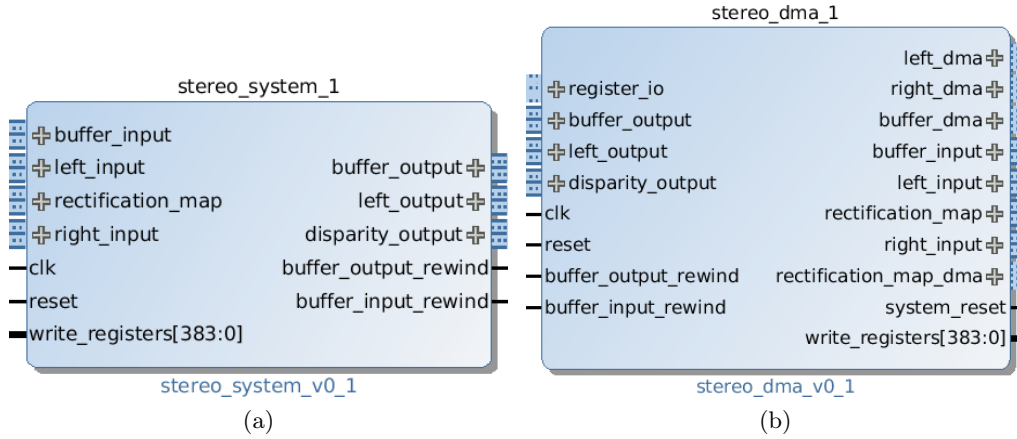 stereo_system_1
buffer_input
left_input
buffer_output
rectification_map
left_output
right_input
disparity_output
clk
buffer_output_rewind
reset
buffer_input_rewind
write_registers[383:0]
stereo_system_v0_1
(a)
stereo_dma_1
left_dma
register_io
right_dma
buffer_output
buffer_dma
left_output
buffer_input
disparity_output
left_input
clk
rectification_map
reset
right_input
buffer_output_rewind
rectification_map_dma
buffer_input_rewind
system_reset
write_registers[383:0]
stereo_dma_v0_1
(b)